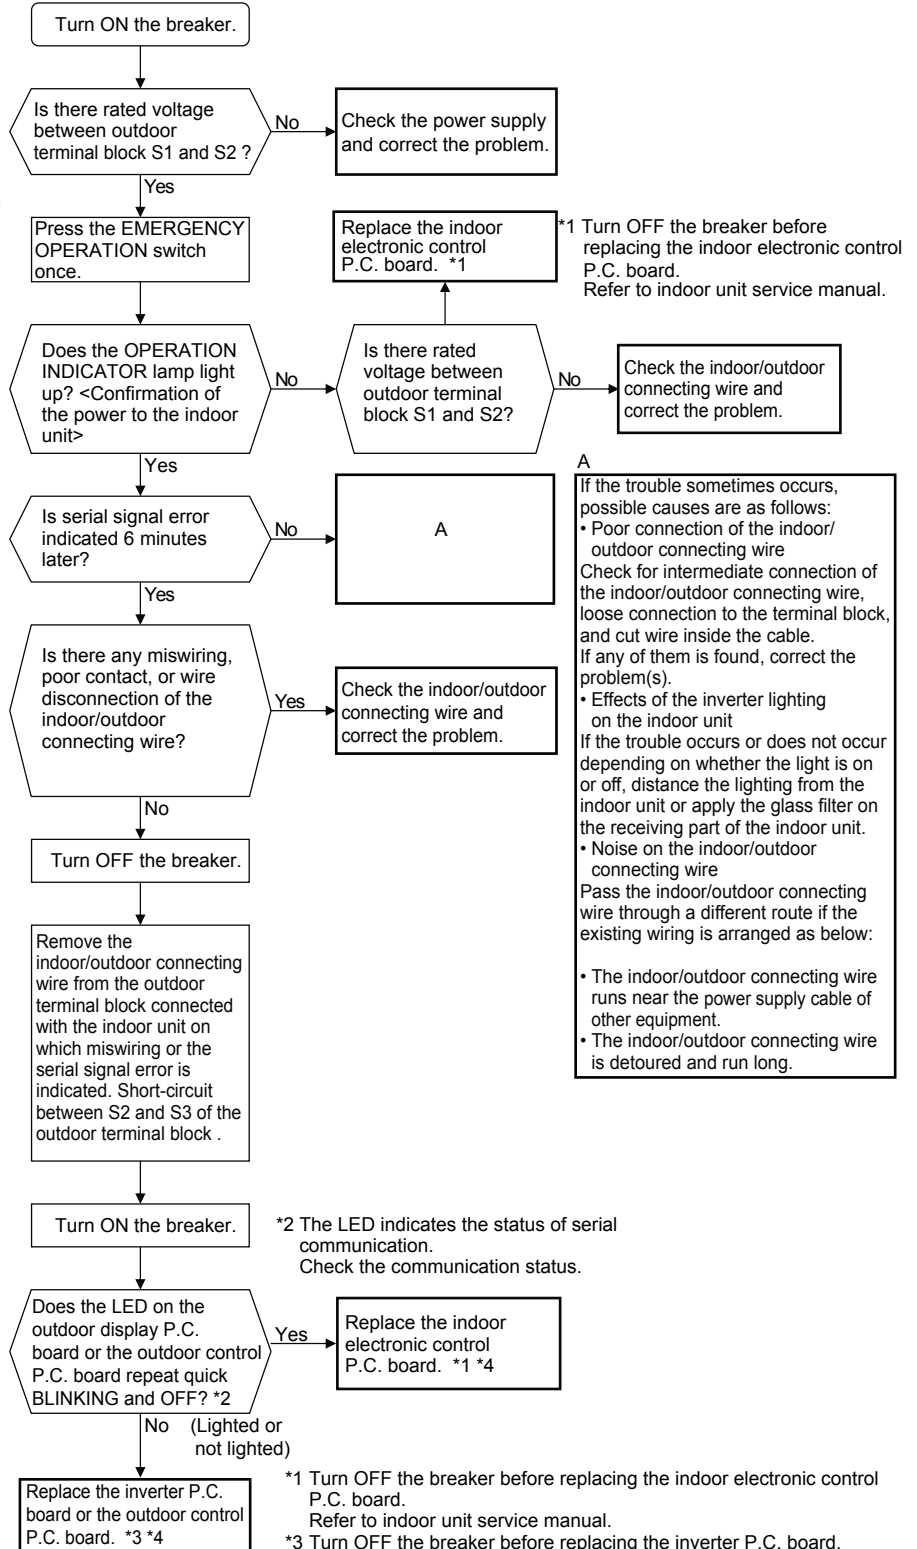 Turn ON the breaker.
Is there rated voltage
between outdoor
terminal block S1 and S2 ?
No
Check the power supply
and correct the problem.
Yes
Press the EMERGENCY
OPERATION switch
once.
Replace the indoor
electronic control
P.C. board. *1
*1 Turn OFF the breaker before
replacing the indoor electronic control
P.C. board.
Refer to indoor unit service manual.
Does the OPERATION
INDICATOR lamp light
up? <Confirmation of
the power to the indoor
unit>
No
Is there rated
voltage between
outdoor terminal
block S1 and S2?
No
Check the indoor/outdoor
connecting wire and
correct the problem.
Yes
Is serial signal error
indicated 6 minutes
later?
No
A
A
If the trouble sometimes occurs,
possible causes are as follows:
• Poor connection of the indoor/
outdoor connecting wire
Check for intermediate connection of
the indoor/outdoor connecting wire,
loose connection to the terminal block,
and cut wire inside the cable.
If any of them is found, correct the
problem(s).
• Effects of the inverter lighting
on the indoor unit
If the trouble occurs or does not occur
depending on whether the light is on
or off, distance the lighting from the
indoor unit or apply the glass filter on
the receiving part of the indoor unit.
• Noise on the indoor/outdoor
connecting wire
Pass the indoor/outdoor connecting
wire through a different route if the
existing wiring is arranged as below:
• The indoor/outdoor connecting wire
runs near the power supply cable of
other equipment.
• The indoor/outdoor connecting wire
is detoured and run long.
Yes
Is there any miswiring,
poor contact, or wire
disconnection of the
indoor/outdoor
connecting wire?
Yes
Check the indoor/outdoor
connecting wire and
correct the problem.
No
Turn OFF the breaker.
Remove the
indoor/outdoor connecting
wire from the outdoor
terminal block connected
with the indoor unit on
which miswiring or the
serial signal error is
indicated. Short-circuit
between S2 and S3 of the
outdoor terminal block .
Turn ON the breaker.
*2 The LED indicates the status of serial
communication.
Check the communication status.
Does the LED on the
outdoor display P.C.
board or the outdoor control
P.C. board repeat quick
BLINKING and OFF? *2
Yes
Replace the indoor
electronic control
P.C. board. *1 *4
No (Lighted or
not lighted)
Replace the inverter P.C.
board or the outdoor control
P.C. board. *3 *4
*1 Turn OFF the breaker before replacing the indoor electronic control
P.C. board.
Refer to indoor unit service manual.
*3 Turn OFF the breaker before replacing the inverter P.C. board.